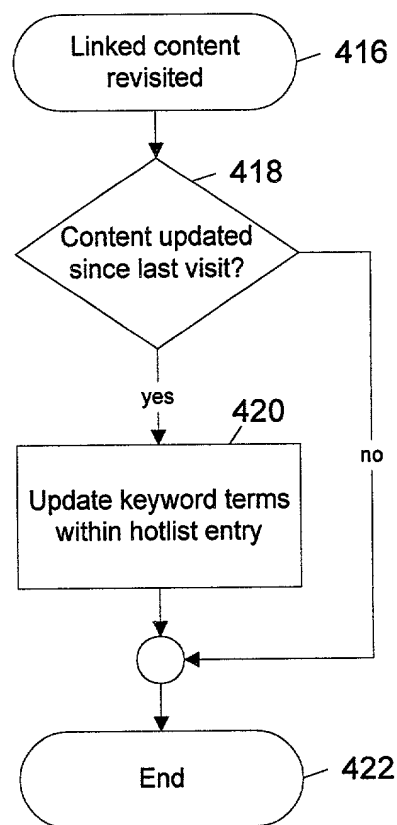 Linked content
revisited
416
418
Content updated
since last visit?
yes
420
no
Update keyword terms
within hotlist entry
End
422